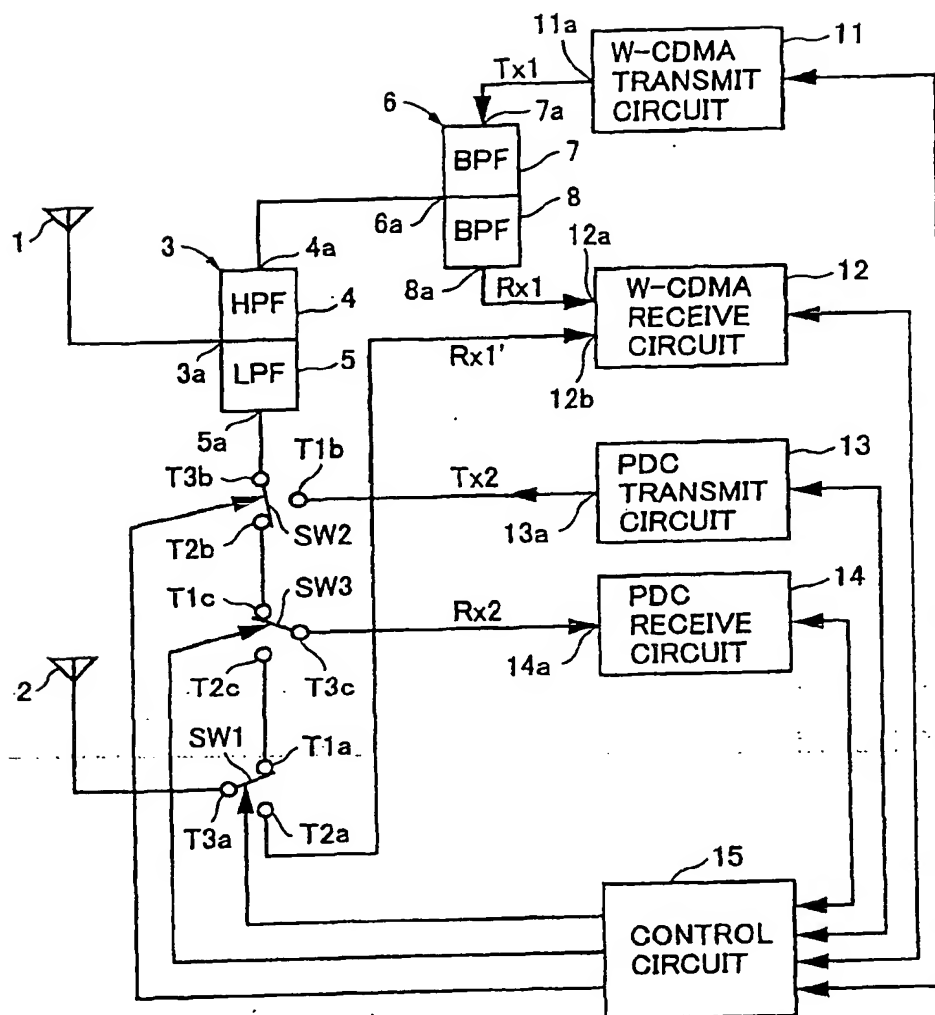 11a
W-CDMA
TRANSMIT
CIRCUIT
11
Tx1
6
7a
BPF
7
BPF
8
6a
8a
Rx1
1
3
4a
HPF
4
3a
LPF
5
5a
12a
W-CDMA
RECEIVE
CIRCUIT
12
Rx1'
12b
T3b
T1b
Tx2
PDC
TRANSMIT
CIRCUIT
13
13a
T2b
SW2
T1c
SW3
Rx2
PDC
RECEIVE
CIRCUIT
14
14a
T2c
T3c
2
SW1
T1a
T3a
T2a
15
CONTROL
CIRCUIT